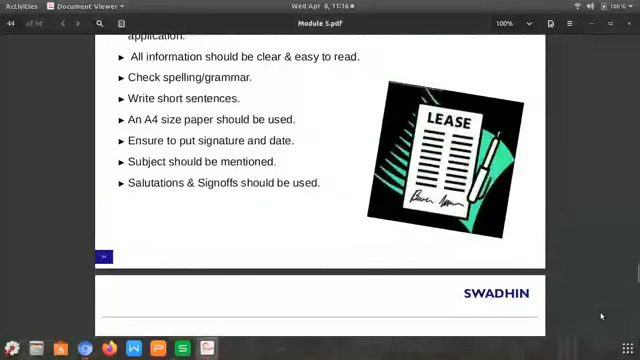 Activities
Document Viewer
Wed Apr 8, 11:16
100 %
44 of 56
Module 5.pdf
100%
application.
► All information should be clear & easy to read.
► Check spelling/grammar.
► Write short sentences.
► An A4 size paper should be used.
► Ensure to put signature and date.
► Subject should be mentioned.
► Salutations & Signoffs should be used.
LEASE
SWADHIN